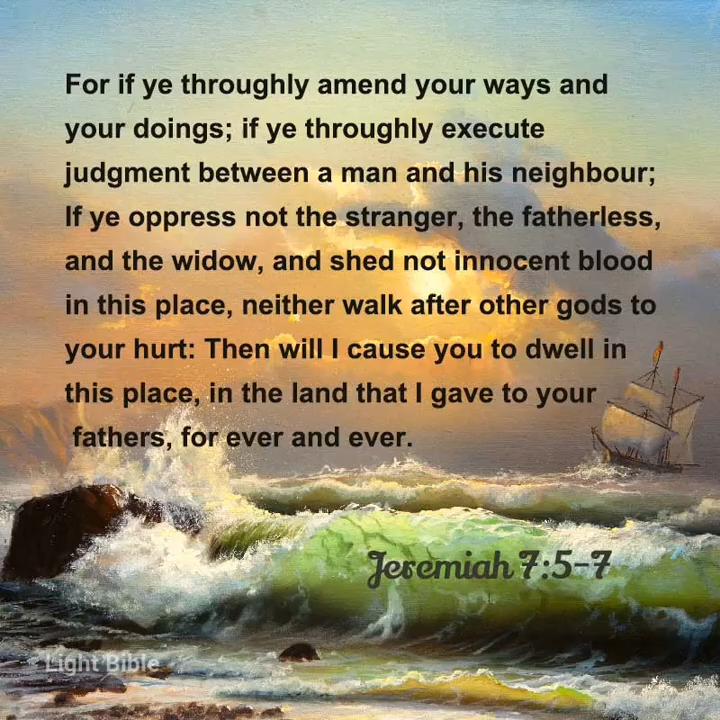 For if ye throughly amend your ways and
your doings; if ye throughly execute
judgment between a man and his neighbour;
If ye oppress not the stranger, the fatherless,
and the widow, and shed not innocent blood
in this place, neither walk after other gods to
your hurt: Then will I cause you to dwell in
this place, in the land that I gave to your
fathers, for ever and ever.
Jeremiah 7:5-7
Light Bible